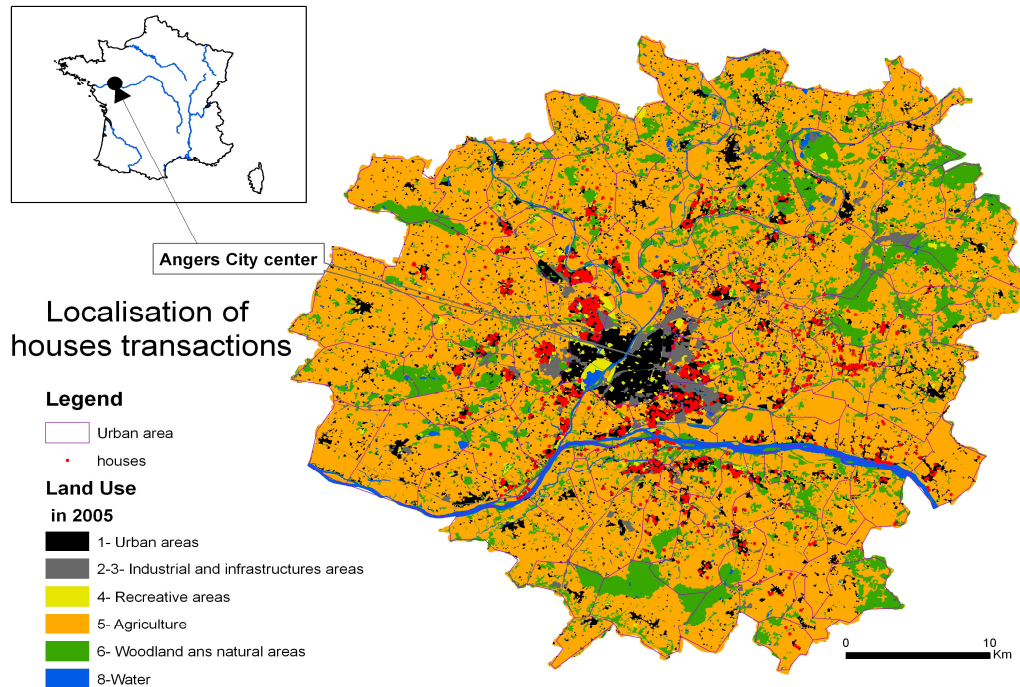 Angers City center
Localisation of
houses transactions
Legend
Urban area
houses
Land Use
in 2005
1- Urban areas
2-3- Industrial and infrastructures areas
4- Recreative areas
5- Agriculture
6- Woodland ans natural areas
8-Water
0 10
Km